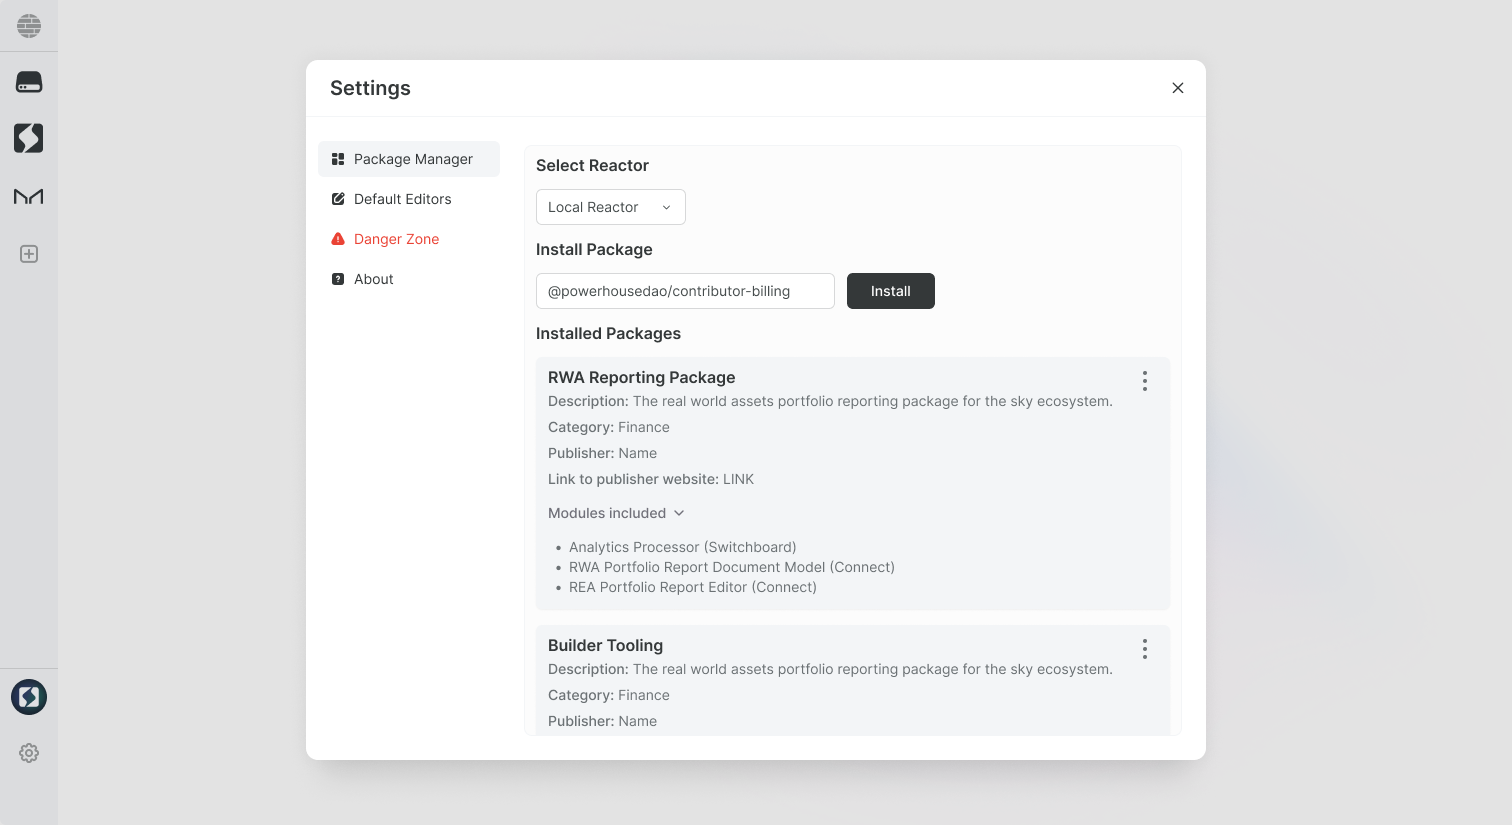 Settings
Package Manager
Default Editors
Danger Zone
About
Select Reactor
Local Reactor
Install Package
@powerhousedao/contributor-billing
Install
Installed Packages
RWA Reporting Package
Description: The real world assets portfolio reporting package for the sky ecosystem.
Category: Finance
Publisher: Name
Link to publisher website: LINK
Modules included
• Analytics Processor (Switchboard)
• RWA Portfolio Report Document Model (Connect)
• REA Portfolio Report Editor (Connect)
Builder Tooling
Description: The real world assets portfolio reporting package for the sky ecosystem.
Category: Finance
Publisher: Name